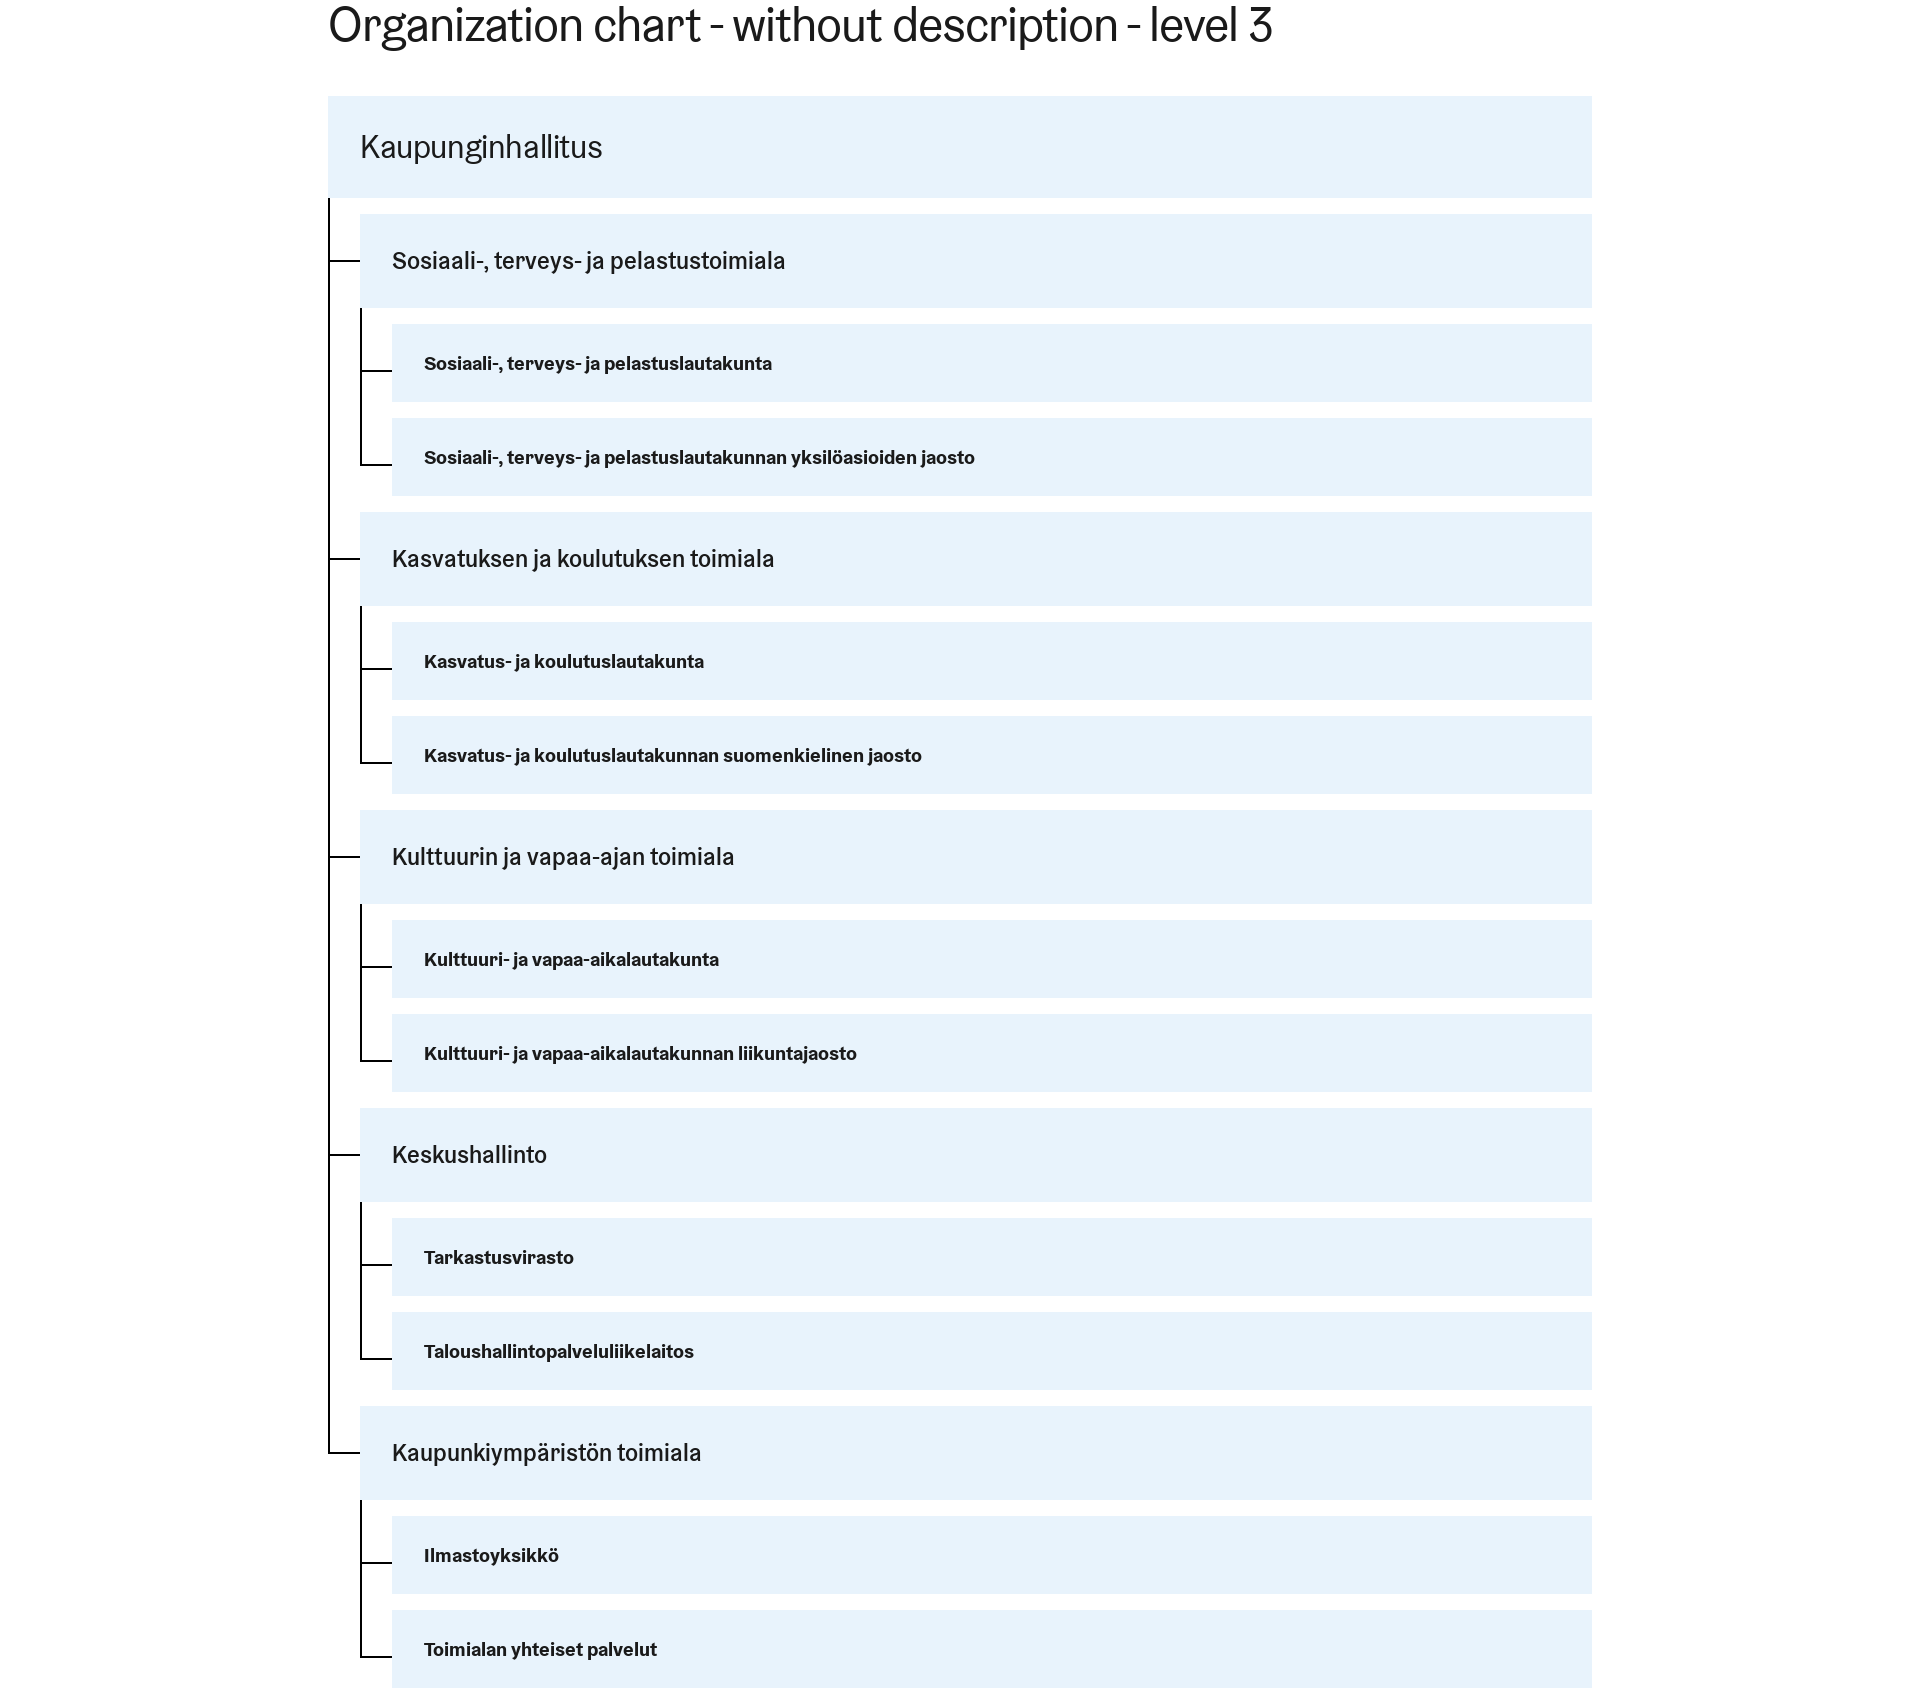 Organization chart - without description - level 3
Kaupunginhallitus
Sosiaali-, terveys- ja pelastustoimiala
Sosiaali-, terveys- ja pelastuslautakunta
Sosiaali-, terveys- ja pelastuslautakunnan yksilöasioiden jaosto
Kasvatuksen ja koulutuksen toimiala
Kasvatus- ja koulutuslautakunta
Kasvatus- ja koulutuslautakunnan suomenkielinen jaosto
Kulttuurin ja vapaa-ajan toimiala
Kulttuuri- ja vapaa-aikalautakunta
Kulttuuri- ja vapaa-aikalautakunnan liikuntajaosto
Keskushallinto
Tarkastusvirasto
Taloushallintopalveluliikelaitos
Kaupunkiympäristön toimiala
Ilmastoyksikkö
Toimialan yhteiset palvelut